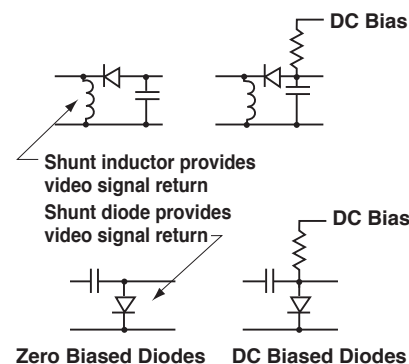 DC Bias
Shunt inductor provides
video signal return
Shunt diode provides
video signal return
DC Bias
Zero Biased Diodes
DC Biased Diodes